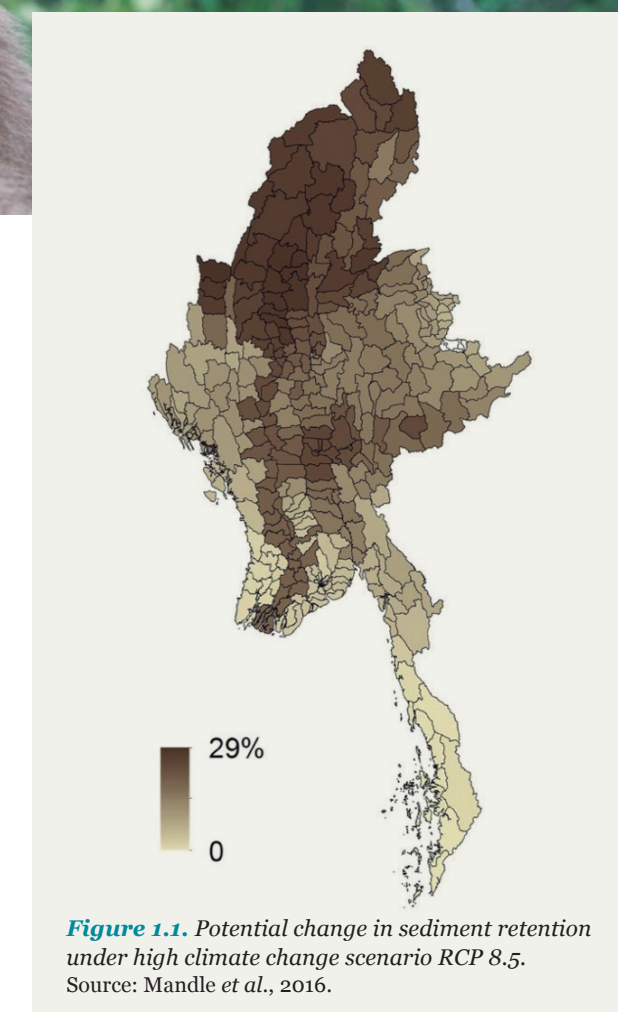 29%
0
Figure 1.1. Potential change in sediment retention
under high climate change scenario RCP 8.5.
Source: Mandle et al., 2016.